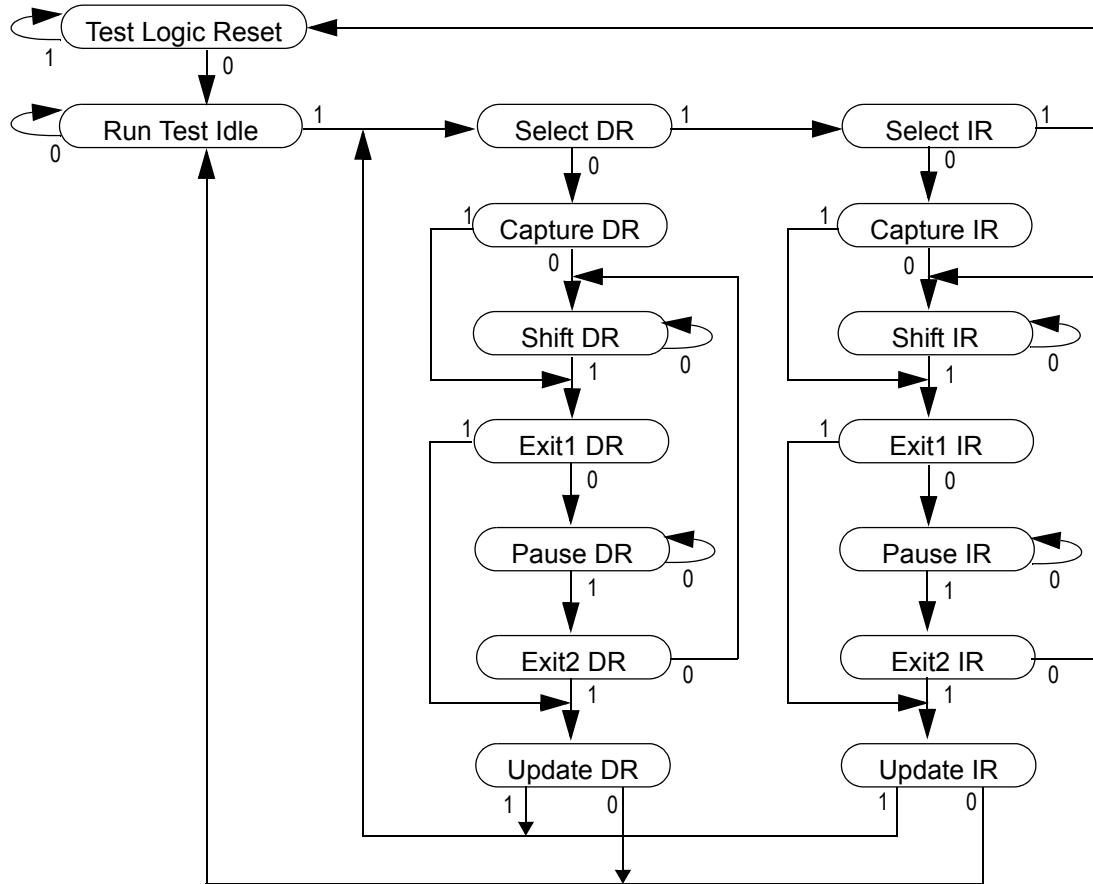 Test Logic Reset
1
0
Run Test Idle
1
0
Select DR
1
0
Select IR
1
0
1
Capture DR
0
1
Capture IR
0
Shift DR
0
1
Shift IR
0
1
1
Exit1 DR
0
1
Exit1 IR
0
Pause DR
0
1
Pause IR
0
1
Exit2 DR
0
1
Exit2 IR
0
1
Update DR
1
0
Update IR
1
0